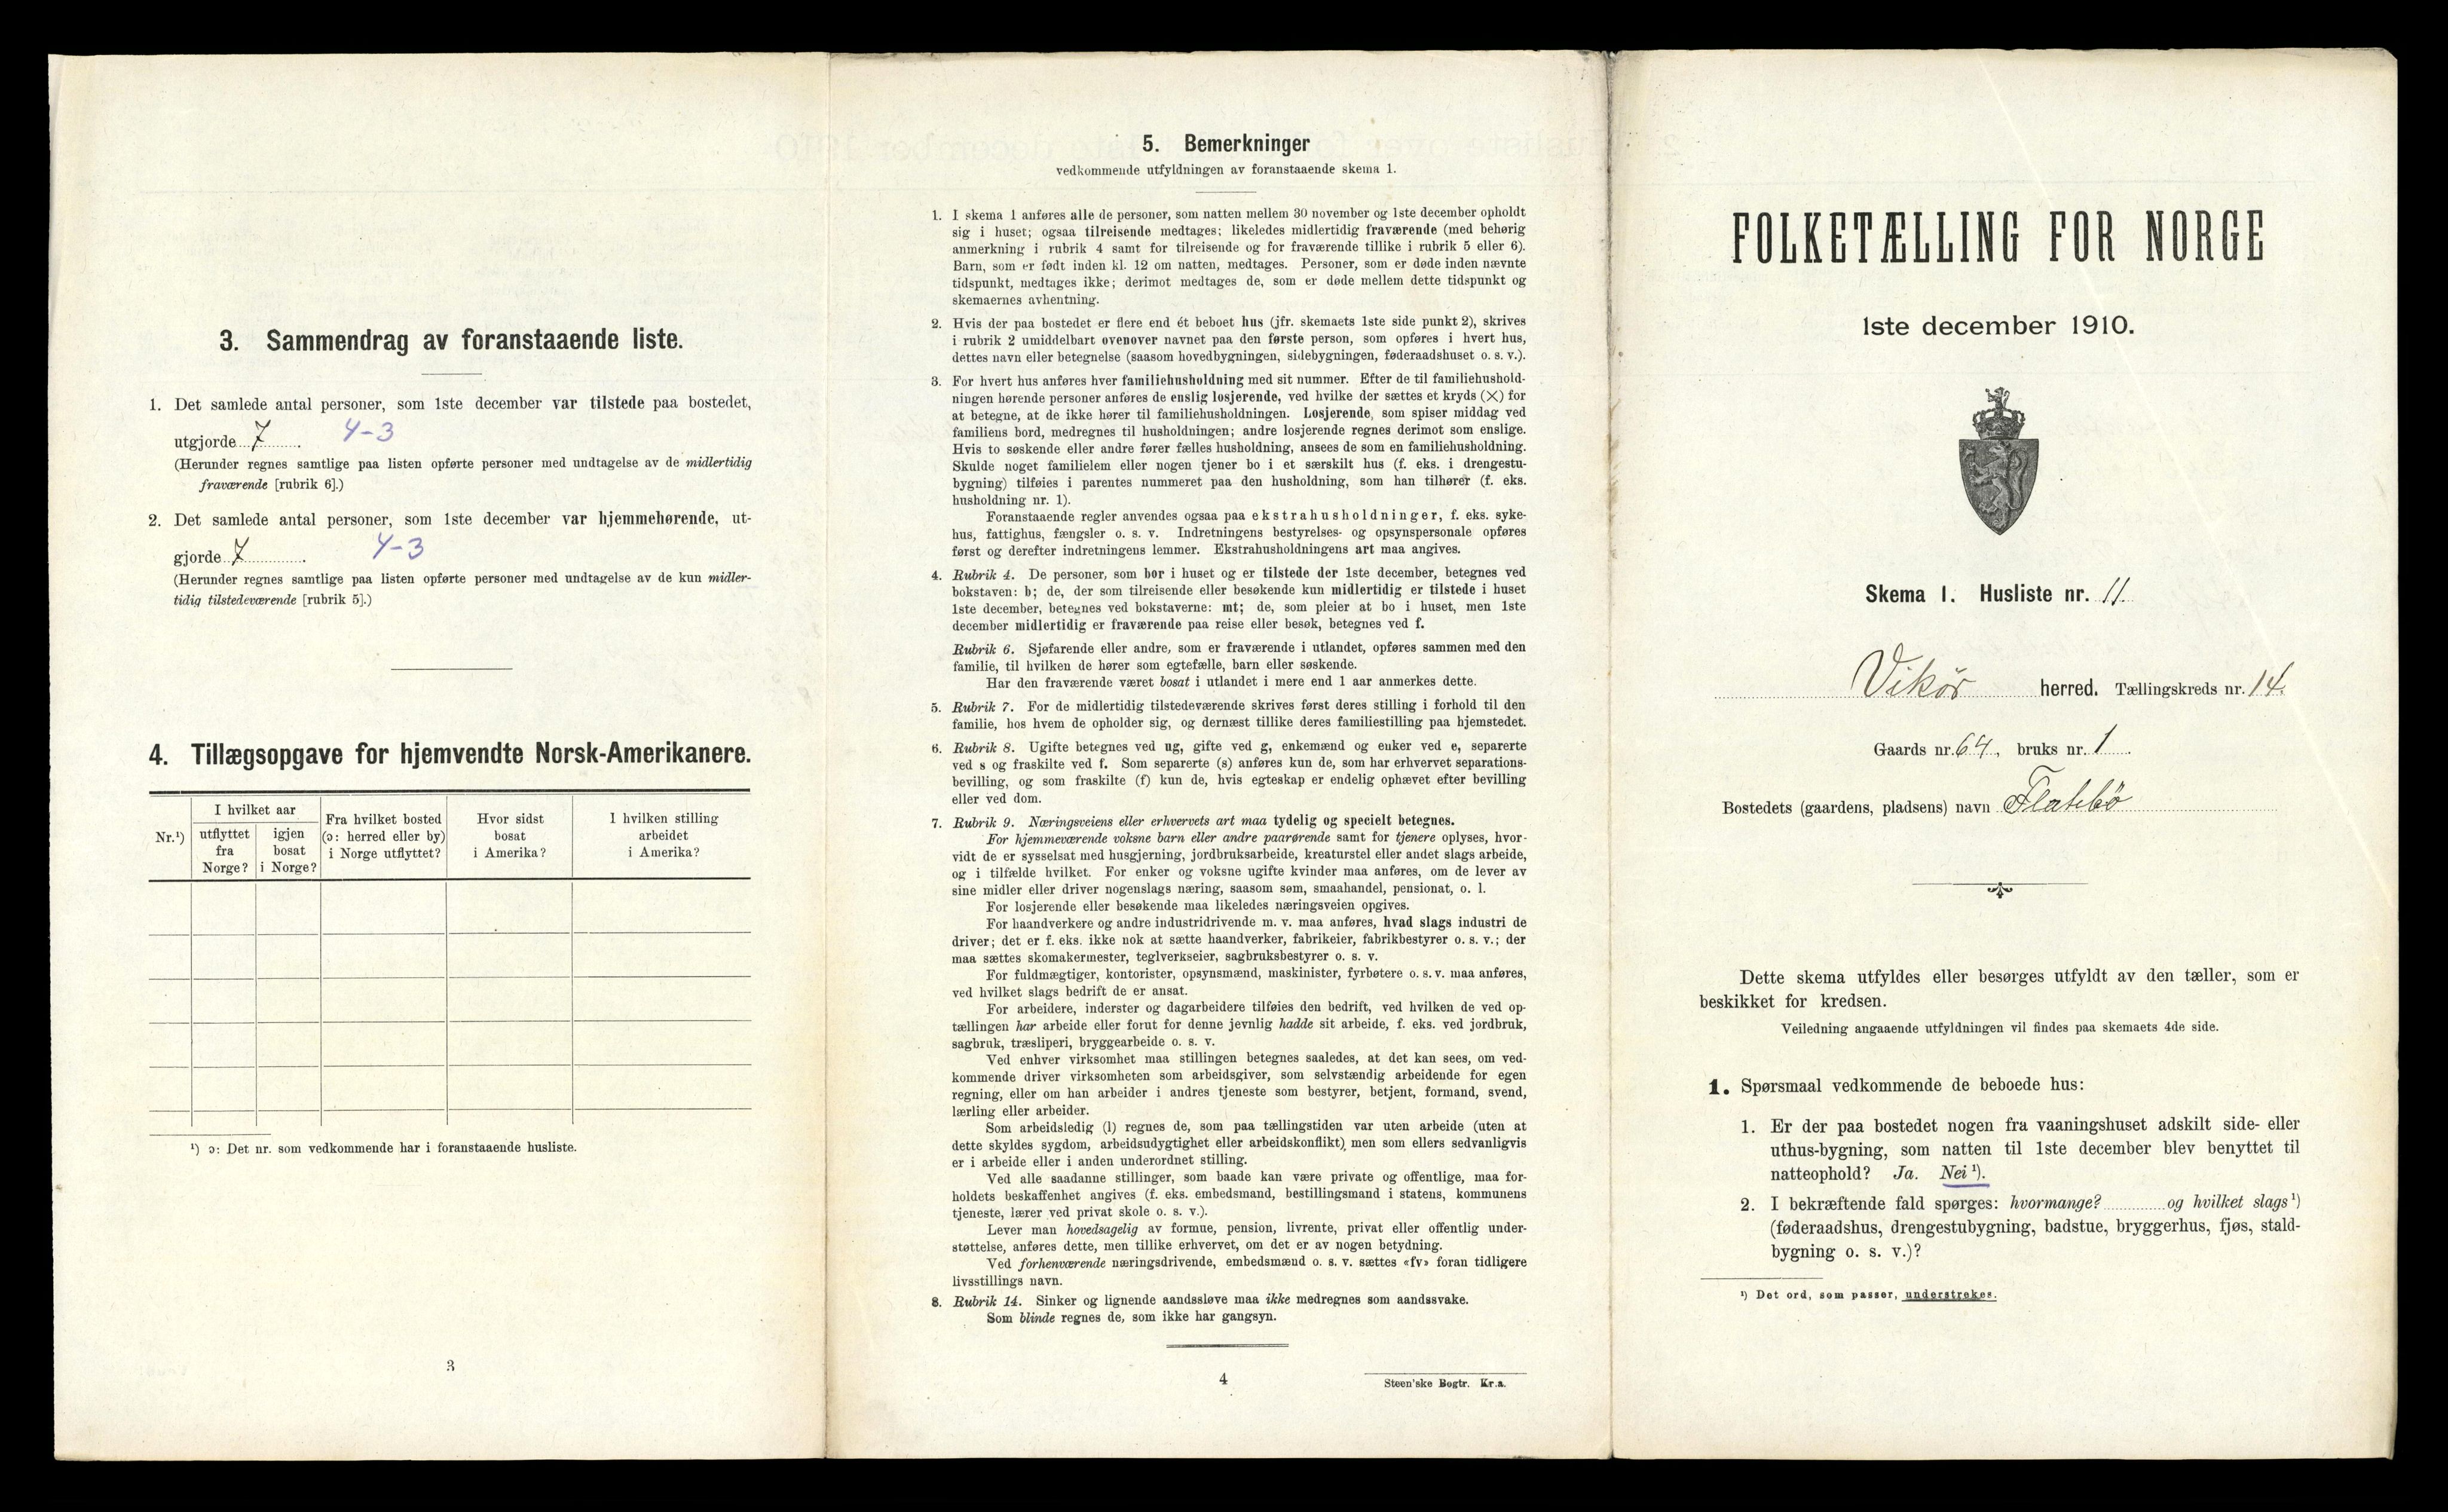 3. Sammendrag av foranstaaende liste.
1. Det samlede antal personer, som 1ste december var tilstede paa bostedet,
utgjorde 7. 4-3
(Herunder regnes samtlige paa listen opførte personer med undtagelse av de midlertidig
fraværende [rubrik 6].)
2. Det samlede antal personer, som 1ste december var hjemmehørende, ut-
gjorde 7. 4-3
(Herunder regnes samtlige paa listen opførte personer med undtagelse av de kun midler-
tidig tilstedeværende [rubrik 5].)
4. Tillægsopgave for hjemvendte Norsk-Amerikanere.
Nr.¹)
I hvilket aar
utflyttet
fra
Norge?
igjen
bosat
i Norge?
Fra hvilket bosted
(ɔ: herred eller by)
i Norge utflyttet?
Hvor sidst
bosat
i Amerika?
I hvilken stilling
arbeidet
i Amerika?
¹) ɔ: Det nr. som vedkommende har i foranstaaende husliste.
3
5. Bemerkninger
vedkommende utfyldningen av foranstaaende skema 1.
1. I skema 1 anføres alle de personer, som natten mellem 30 november og 1ste december opholdt
sig i huset; ogsaa tilreisende medtages; likeledes midlertidig fraværende (med behørig
anmerkning i rubrik 4 samt for tilreisende og for fraværende tillike i rubrik 5 eller 6).
Barn, som er født inden kl. 12 om natten, medtages. Personer, som er døde inden nævnte
tidspunkt, medtages ikke; derimot medtages de, som er døde mellem dette tidspunkt og
skemaernes avhentning.
2. Hvis der paa bostedet er flere end ét beboet hus (jfr. skemaets 1ste side punkt 2), skrives
i rubrik 2 umiddelbart ovenover navnet paa den første person, som opføres i hvert hus,
dettes navn eller betegnelse (saasom hovedbygningen, sidebygningen, føderaadshuset o. s. v.).
3. For hvert hus anføres hver familiehusholdning med sit nummer. Efter de til familiehushold-
ningen hørende personer anføres de enslig losjerende, ved hvilke der sættes et kryds (×) for
at betegne, at de ikke hører til familiehusholdningen. Losjerende, som spiser middag ved
familiens bord, medregnes til husholdningen; andre losjerende regnes derimot som enslige.
Hvis to søskende eller andre fører fælles husholdning, ansees de som en familiehusholdning.
Skulde noget familielem eller nogen tjener bo i et særskilt hus (f. eks. i drengestu-
bygning) tilføies i parentes nummeret paa den husholdning, som han tilhører (f. eks.
husholdning nr. 1).
Foranstaaende regler anvendes ogsaa paa ekstrahusholdninger, f. eks. syke-
hus, fattighus, fængsler o. s. v. Indretningens bestyrelses- og opsynspersonale opføres
først og derefter indretningens lemmer. Ekstrahusholdningens art maa angives.
4. Rubrik 4. De personer, som bor i huset og er tilstede der 1ste december, betegnes ved
bokstaven: b; de, der som tilreisende eller besøkende kun midlertidig er tilstede i huset
1ste december, betegnes ved bokstaverne: mt; de, som pleier at bo i huset, men 1ste
december midlertidig er fraværende paa reise eller besøk, betegnes ved f.
Rubrik 6. Sjøfarende eller andre, som er fraværende i utlandet, opføres sammen med den
familie, til hvilken de hører som egtefælle, barn eller søskende.
Har den fraværende været bosat i utlandet i mere end 1 aar anmerkes dette.
5. Rubrik 7. For de midlertidig tilstedeværende skrives først deres stilling i forhold til den
familie, hos hvem de opholder sig, og dernæst tillike deres familiestilling paa hjemstedet.
6. Rubrik 8. Ugifte betegnes ved ug, gifte ved g, enkemænd og enker ved e, separerte
ved s og fraskilte ved f. Som separerte (s) anføres kun de, som har erhvervet separations-
bevilling, og som fraskilte (f) kun de, hvis egteskap er endelig ophævet efter bevilling
eller ved dom.
7. Rubrik 9. Næringsveiens eller erhvervets art maa tydelig og specielt betegnes.
For hjemmeværende voksne barn eller andre paarørende samt for tjenere oplyses, hvor-
vidt de er sysselsat med husgjerning, jordbruksarbeide, kreaturstel eller andet slags arbeide,
og i tilfælde hvilket. For enker og voksne ugifte kvinder maa anføres, om de lever av
sine midler eller driver nogenslags næring, saasom søm, smaahandel, pensionat, o. l.
For losjerende eller besøkende maa likeledes næringsveien opgives.
For haandverkere og andre industridrivende m. v. maa anføres, hvad slags industri de
driver; det er f. eks. ikke nok at sætte haandverker, fabrikeier, fabrikbestyrer o. s. v.; der
maa sættes skomakermester, teglverkseier, sagbruksbestyrer o. s. v.
For fuldmægtiger, kontorister, opsynsmænd, maskinister, fyrbøtere o. s. v. maa anføres,
ved hvilket slags bedrift de er ansat.
For arbeidere, inderster og dagarbeidere tilføies den bedrift, ved hvilken de ved op-
tællingen har arbeide eller forut for denne jevnlig hadde sit arbeide, f. eks. ved jordbruk,
sagbruk, træsliperi, bryggearbeide o. s. v.
Ved enhver virksomhet maa stillingen betegnes saaledes, at det kan sees, om ved-
kommende driver virksomheten som arbeidsgiver, som selvstændig arbeidende for egen
regning, eller om han arbeider i andres tjeneste som bestyrer, betjent, formand, svend,
lærling eller arbeider.
Som arbeidsledig (l) regnes de, som paa tællingstiden var uten arbeide (uten at
dette skyldes sygdom, arbeidsudygtighet eller arbeidskonflikt), men som ellers sedvanligvis
er i arbeide eller i anden underordnet stilling.
Ved alle saadanne stillinger, som baade kan være private og offentlige, maa for-
holdets beskaffenhet angives (f. eks. embedsmand, bestillingsmand i statens, kommunens
tjeneste, lærer ved privat skole o. s. v.).
Lever man hovedsagelig av formue, pension, livrente, privat eller offentlig under-
støttelse, anføres dette, men tillike erhvervet, om det er av nogen betydning.
Ved forhenværende næringsdrivende, embedsmænd o. s. v. sættes «fv» foran tidligere
livsstillings navn.
8. Rubrik 14. Sinker og lignende aandssløve maa ikke medregnes som aandssvake.
Som blinde regnes de, som ikke har gangsyn.
4
Steen'ske Bogtr. Kr.a.
FOLKETÆLLING FOR NORGE
1ste december 1910.
Skema 1. Husliste nr. 11.
Vikör herred. Tællingskreds nr. 14.
Gaards nr. 64, bruks nr. 1.
Bostedets (gaardens, pladsens) navn Flatebö
Dette skema utfyldes eller besørges utfyldt av den tæller, som er
beskikket for kredsen.
Veiledning angaaende utfyldningen vil findes paa skemaets 4de side.
1. Spørsmaal vedkommende de beboede hus:
1. Er der paa bostedet nogen fra vaaningshuset adskilt side- eller
uthus-bygning, som natten til 1ste december blev benyttet til
natteophold? Ja. Nei¹).
2. I bekræftende fald spørges: hvormange? og hvilket slags¹)
(føderaadshus, drengestubygning, badstue, bryggerhus, fjøs, stald-
bygning o. s. v.)?
¹) Det ord, som passer, understrekes.